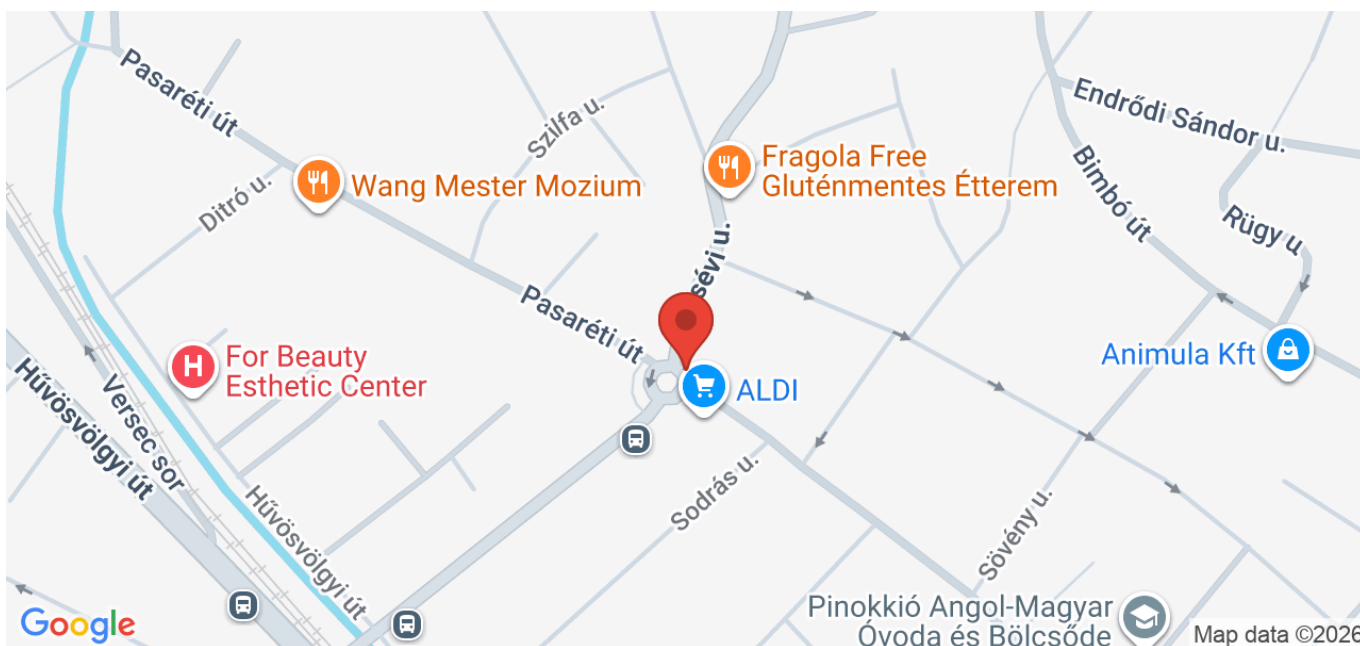 Pasaréti út
Szilfa u.
Endrődi Sándor u.
Fragola Free
Gluténmentes Étterem
Wang Mester Mozium
Bimbó út
Ditró u.
Rügy u.
sévi u.
Pasaréti út
For Beauty
Esthetic Center
Animula Kft
ALDI
Versec sor
Hűvösvölgyi út
Sodrás u.
Hűvösvölgyi út
Sövény u.
Pinokkió Angol-Magyar
Óvoda és Bölcsőde
Google
Map data ©2026